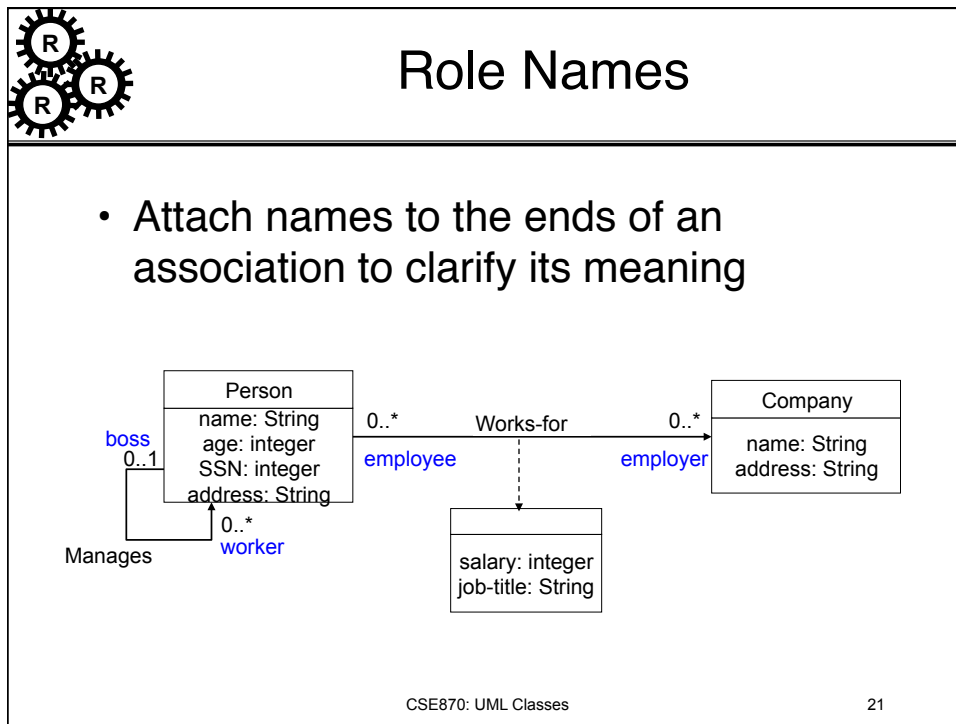 R
R
R
Role Names
• Attach names to the ends of an
association to clarify its meaning
Person
name: String
age: integer
SSN: integer
address: String
boss
0..1
0..*
worker
Manages
0..*
employee
Works-for
0..*
employer
Company
name: String
address: String
salary: integer
job-title: String
CSE870: UML Classes
21